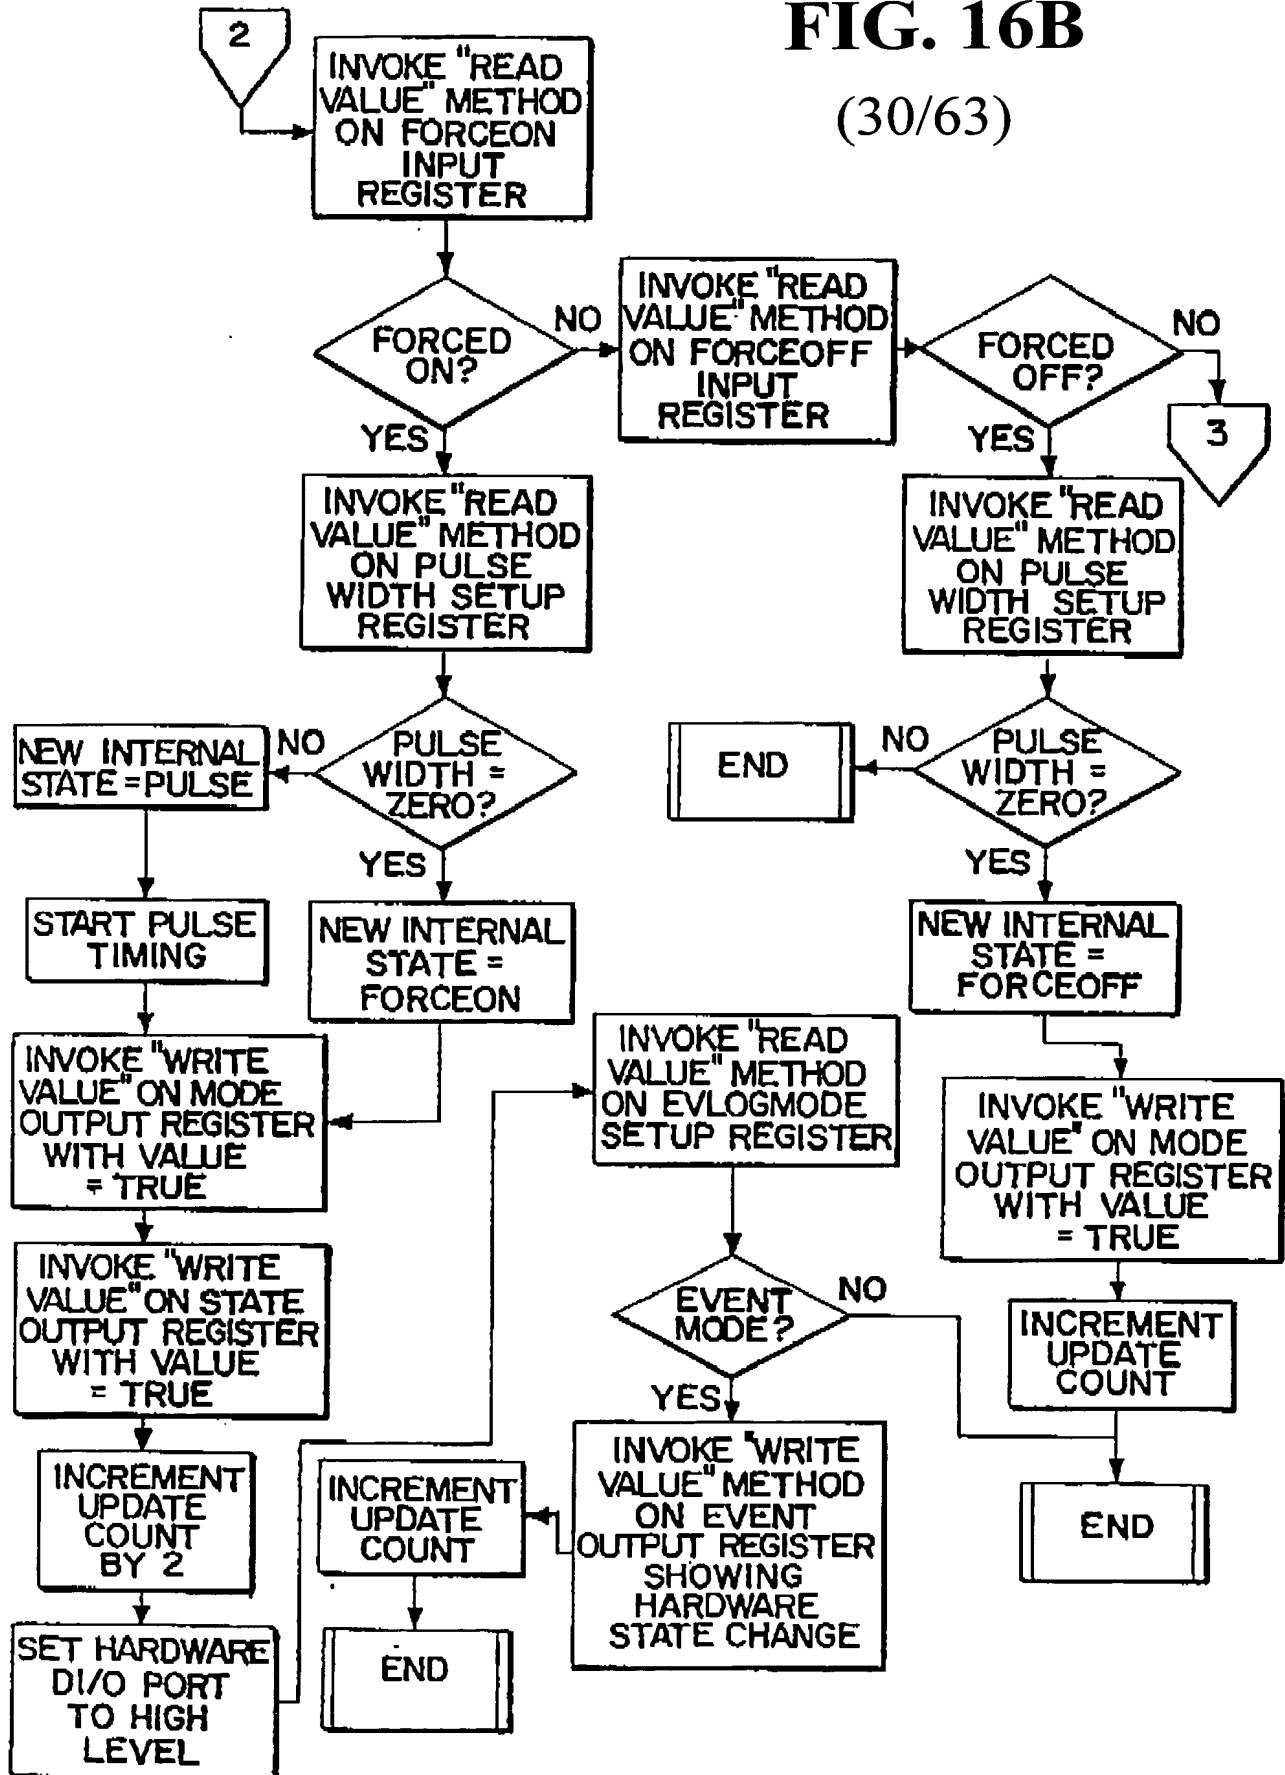 FIG. 16B
(30/63)
2
INVOKE "READ
VALUE" METHOD
ON FORCEON
INPUT
REGISTER
FORCED
ON?
NO
INVOKE "READ
VALUE" METHOD
ON FORCEOFF
INPUT
REGISTER
FORCED
OFF?
NO
3
YES
INVOKE "READ
VALUE" METHOD
ON PULSE
WIDTH SETUP
REGISTER
YES
INVOKE "READ
VALUE" METHOD
ON PULSE
WIDTH SETUP
REGISTER
PULSE
WIDTH =
ZERO?
NO
NEW INTERNAL
STATE = PULSE
PULSE
WIDTH =
ZERO?
NO
END
YES
START PULSE
TIMING
NEW INTERNAL
STATE =
FORCEON
YES
NEW INTERNAL
STATE =
FORCEOFF
INVOKE "WRITE
VALUE" ON MODE
OUTPUT REGISTER
WITH VALUE
= TRUE
INVOKE "READ
VALUE" METHOD
ON EVLOGMODE
SETUP REGISTER
INVOKE "WRITE
VALUE" ON MODE
OUTPUT REGISTER
WITH VALUE
= TRUE
INVOKE "WRITE
VALUE" ON STATE
OUTPUT REGISTER
WITH VALUE
= TRUE
EVENT
MODE?
NO
INCREMENT
UPDATE
COUNT
YES
INCREMENT
UPDATE
COUNT
BY 2
INCREMENT
UPDATE
COUNT
INVOKE "WRITE
VALUE" METHOD
ON EVENT
OUTPUT REGISTER
SHOWING
HARDWARE
STATE CHANGE
END
SET HARDWARE
DI/O PORT
TO HIGH
LEVEL
END